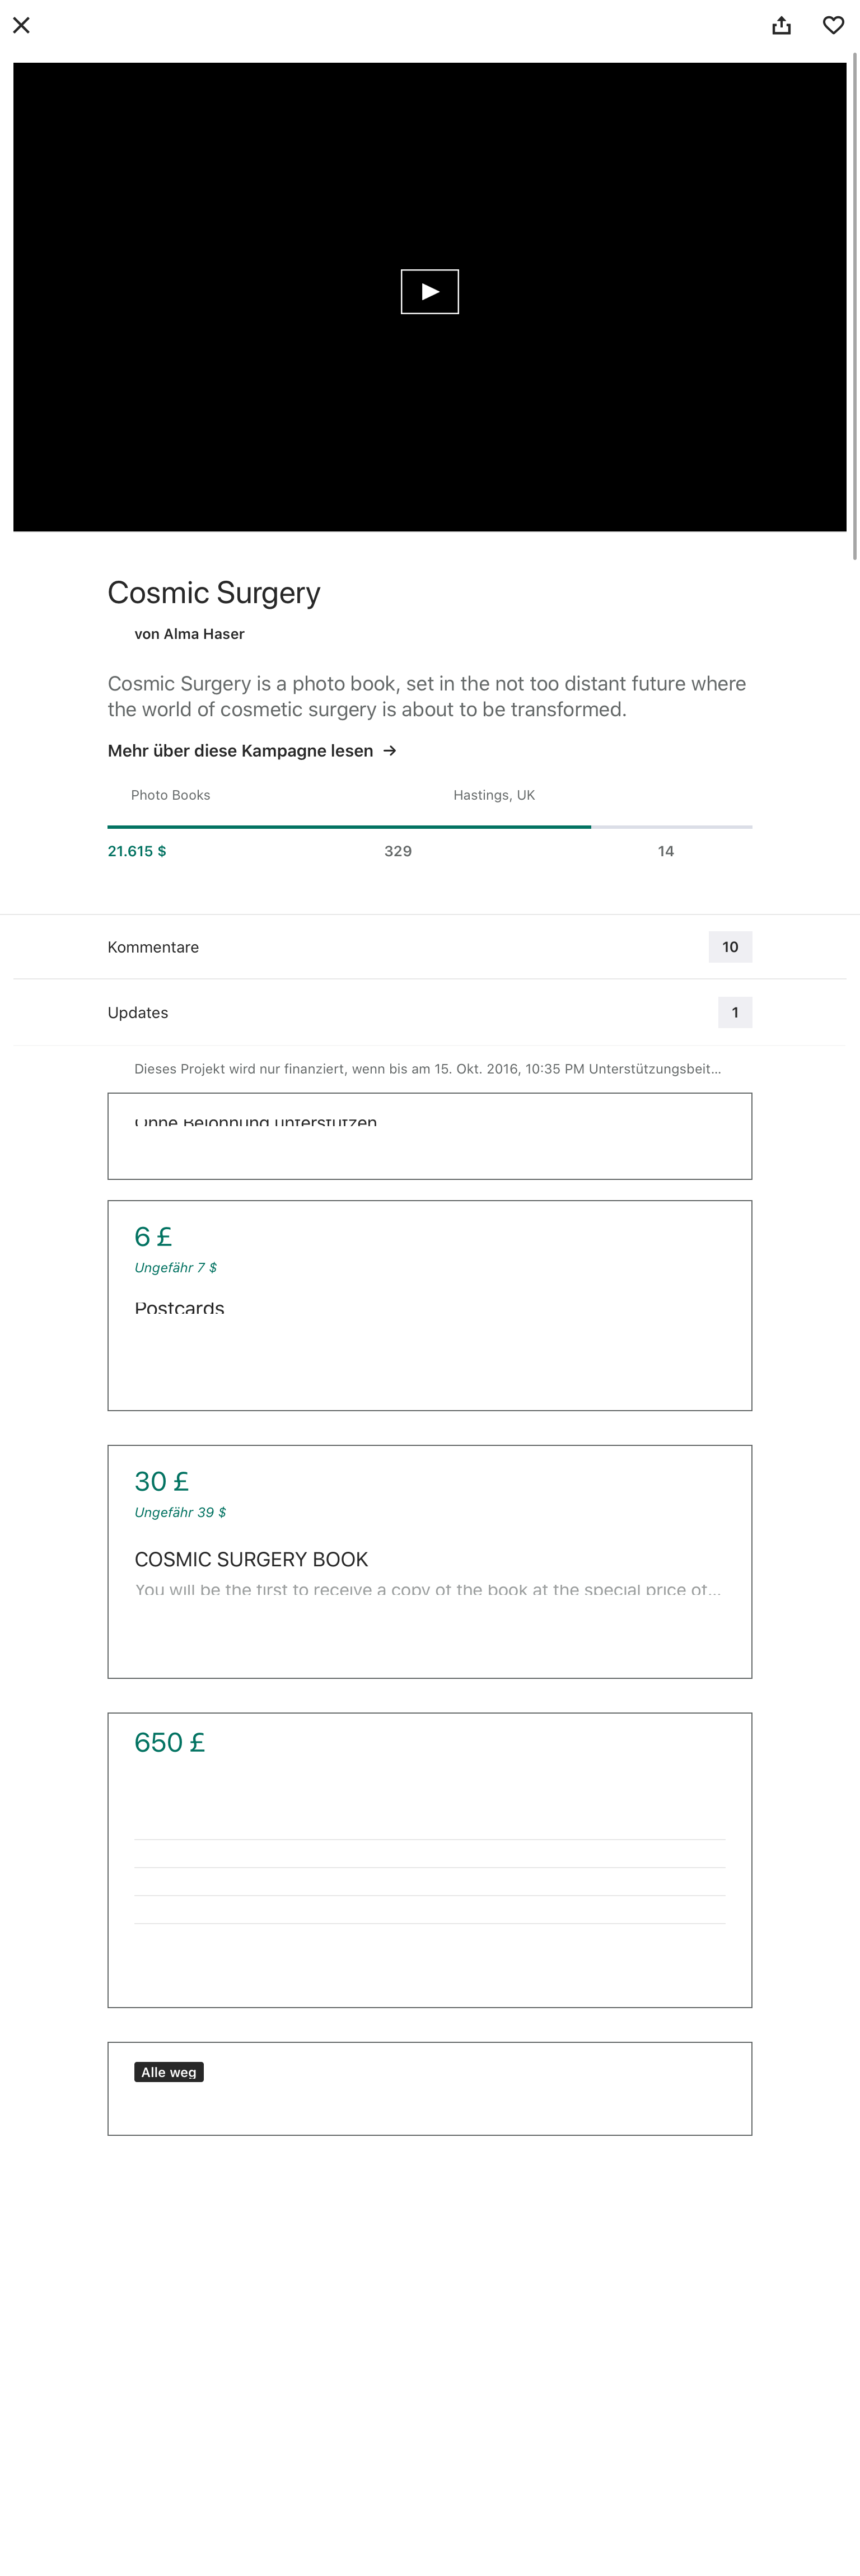 Cosmic Surgery
von Alma Haser
Cosmic Surgery is a photo book, set in the not too distant future where
the world of cosmetic surgery is about to be transformed.
Mehr über diese Kampagne lesen →
Photo Books
Hastings, UK
21.615 $
329
14
Kommentare
10
Updates
1
Dieses Projekt wird nur finanziert, wenn bis am 15. Okt. 2016, 10:35 PM Unterstützungsbeit...
Ohne Belohnung unterstützen
6 £
Ungefähr 7 $
Postcards
30 £
Ungefähr 39 $
COSMIC SURGERY BOOK
You will be the first to receive a copy of the book at the special price of...
650 £
Alle weg